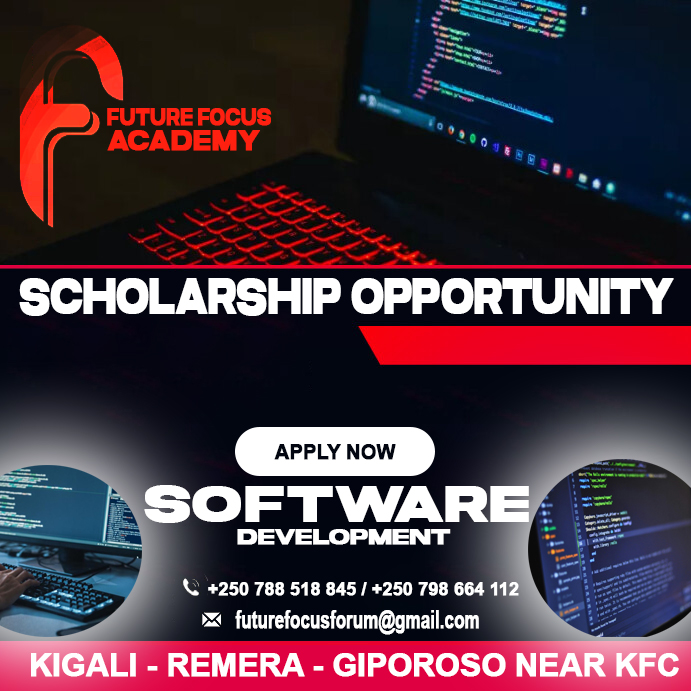 FUTURE FOCUS
ACADEMY
SCHOLARSHIP OPPORTUNITY
APPLY NOW
SOFTWARE
DEVELOPMENT
+250 788 518 845 / +250 798 664 112
futurefocusforum@gmail.com
KIGALI - REMERA - GIPOROSO NEAR KFC